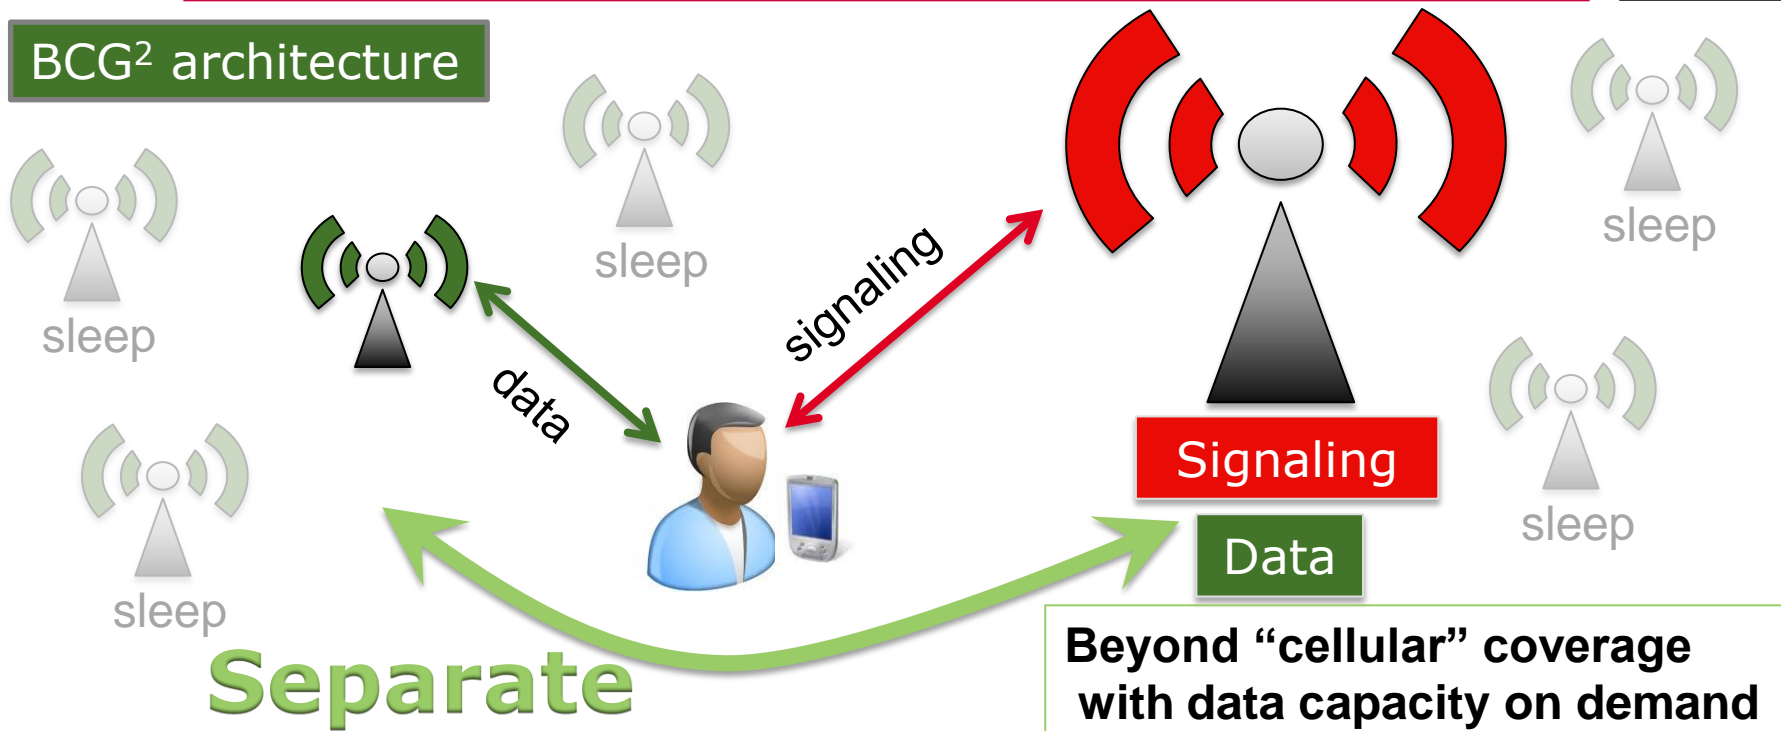 BCG² architecture
sleep
sleep
sleep
signaling
sleep
data
Signaling
sleep
Data
sleep
Separate
Beyond “cellular” coverage
with data capacity on demand